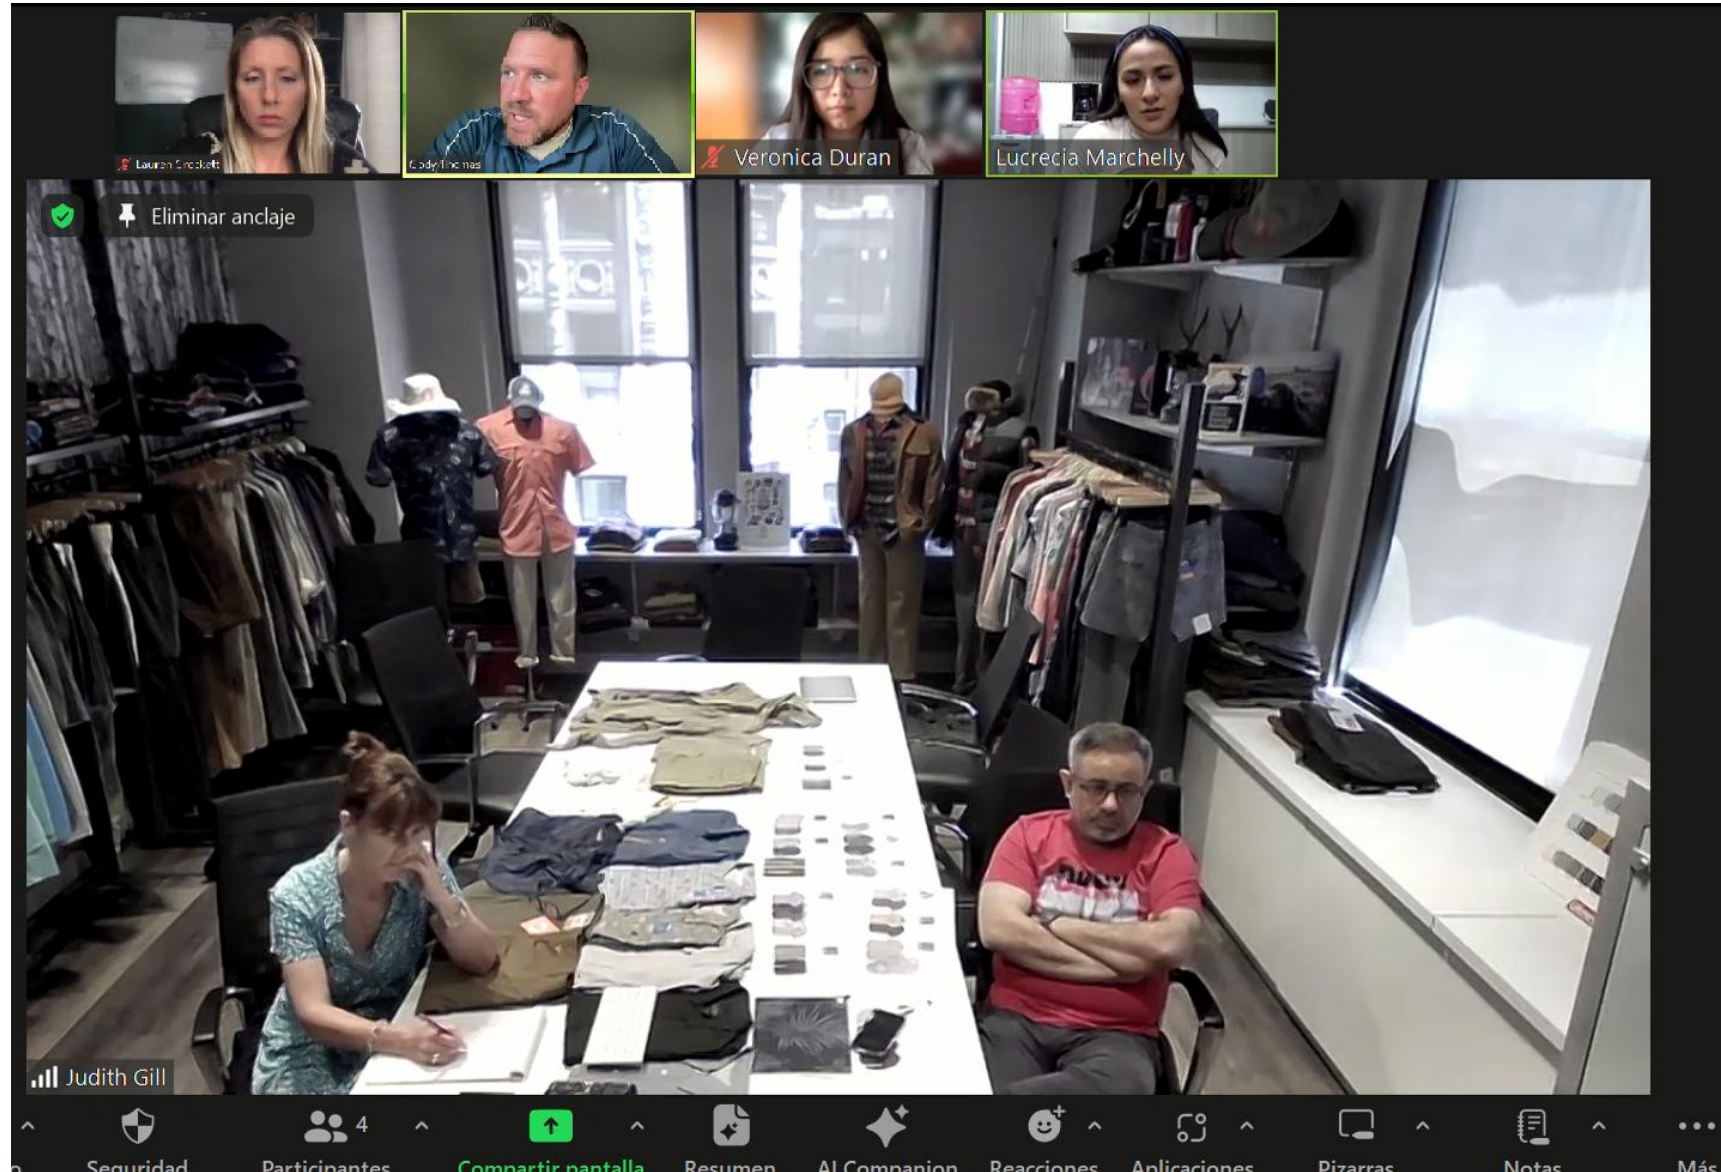 Lauren Crockett
Cody Thomas
Veronica Duran
Lucrecia Marchelly
Eliminar anclaje
Judith Gill
4
Seguridad
Participantes
Compartir pantalla
Resumen
AI Companion
Reacciones
Aplicaciones
Pizarras
Notas
Más